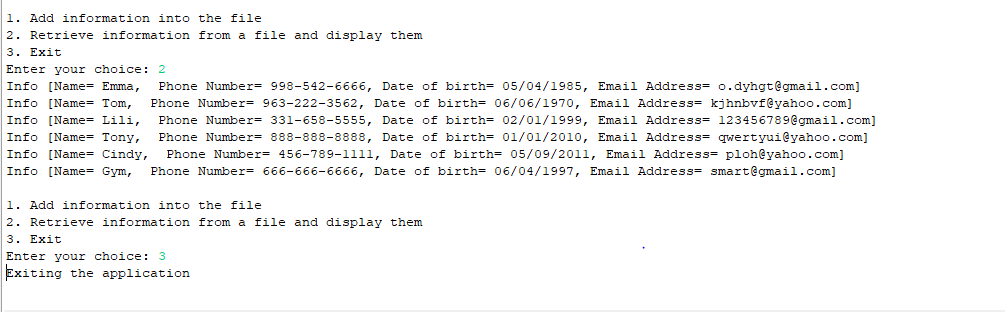 1. Add information into the file
2. Retrieve information from a file and display them
3. Exit
Enter your choice: 2
Info [Name= Emma,  Phone Number= 998-542-6666, Date of birth= 05/04/1985, Email Address= o.dyhgt@gmail.com]
Info [Name= Tom,  Phone Number= 963-222-3562, Date of birth= 06/06/1970, Email Address= kjhnbvf@yahoo.com]
Info [Name= Lili,  Phone Number= 331-658-5555, Date of birth= 02/01/1999, Email Address= 123456789@gmail.com]
Info [Name= Tony,  Phone Number= 888-888-8888, Date of birth= 01/01/2010, Email Address= qwertyui@yahoo.com]
Info [Name= Cindy,  Phone Number= 456-789-1111, Date of birth= 05/09/2011, Email Address= ploh@yahoo.com]
Info [Name= Gym,  Phone Number= 666-666-6666, Date of birth= 06/04/1997, Email Address= smart@gmail.com]
1. Add information into the file
2. Retrieve information from a file and display them
3. Exit
Enter your choice: 3
Exiting the application